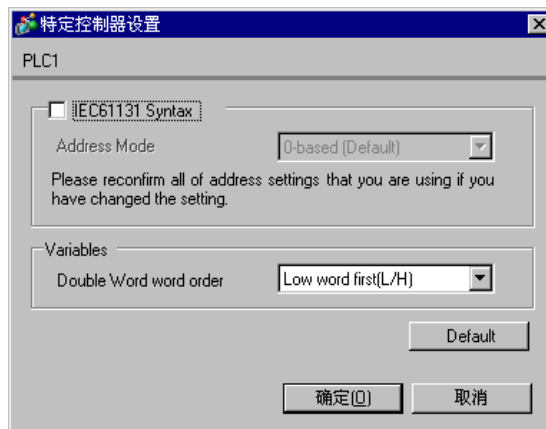 特定控制器设置
PLC1
IEC61131 Syntax
Address Mode 0-based (Default)
Please reconfirm all of address settings that you are using if you
have changed the setting.
Variables
Double Word word order Low word first(L/H)
Default
确定(O) 取消